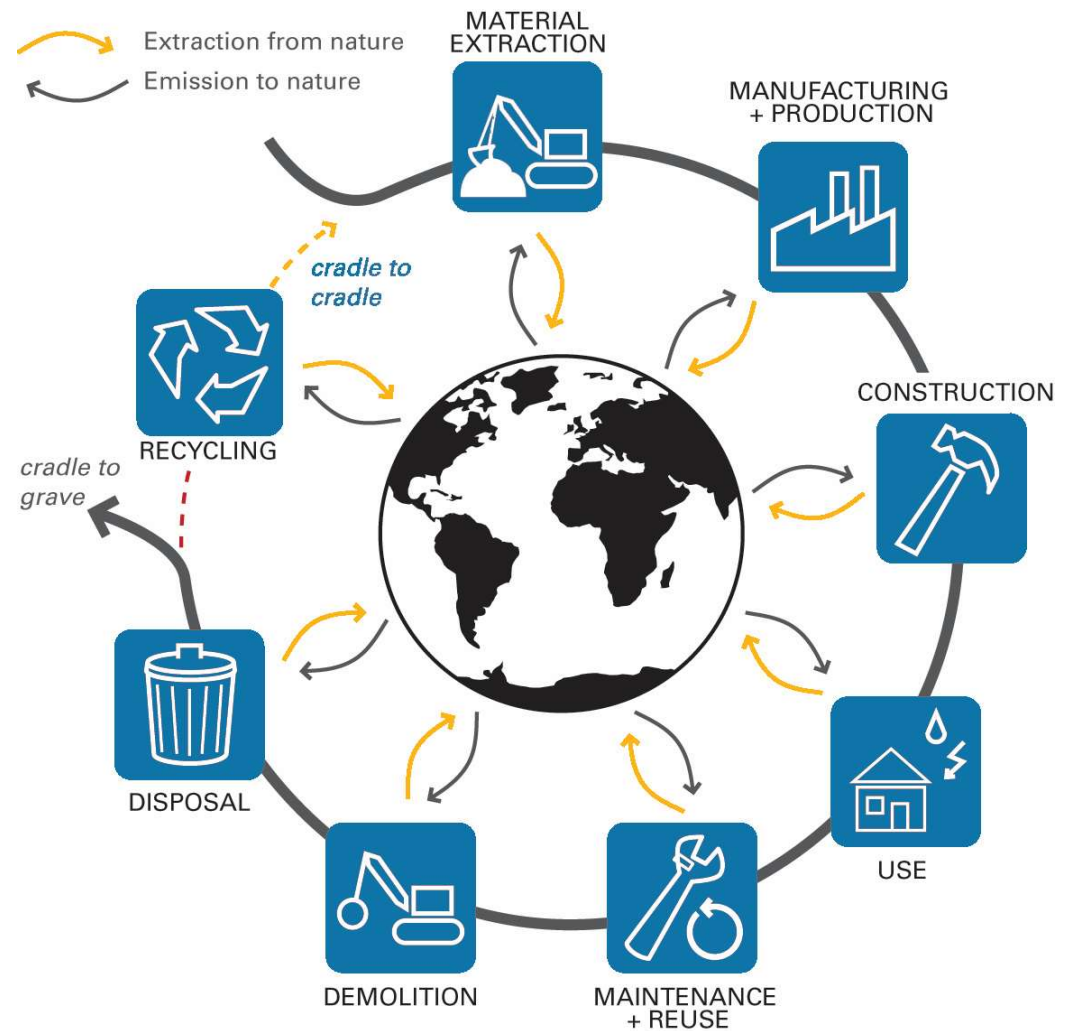 Extraction from nature
Emission to nature
MATERIAL
EXTRACTION
MANUFACTURING
+ PRODUCTION
CONSTRUCTION
USE
MAINTENANCE
+ REUSE
DEMOLITION
DISPOSAL
cradle to
grave
RECYCLING
cradle to
cradle